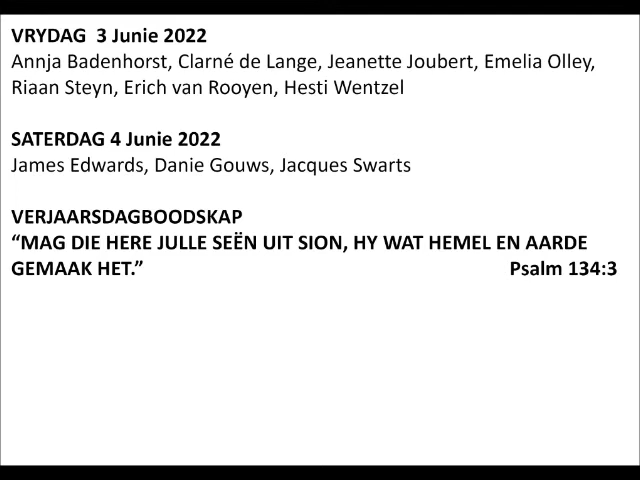 VRYDAG  3 Junie 2022
Annja Badenhorst, Clarné de Lange, Jeanette Joubert, Emelia Olley,
Riaan Steyn, Erich van Rooyen, Hesti Wentzel
SATERDAG 4 Junie 2022
James Edwards, Danie Gouws, Jacques Swarts
VERJAARSDAGBOODSKAP
“MAG DIE HERE JULLE SEËN UIT SION, HY WAT HEMEL EN AARDE
GEMAAK HET.” Psalm 134:3